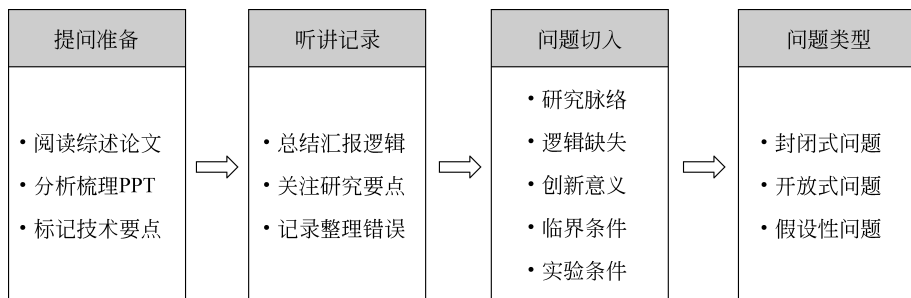 提问准备
• 阅读综述论文
• 分析梳理PPT
• 标记技术要点
听讲记录
• 总结汇报逻辑
• 关注研究要点
• 记录整理错误
问题切入
• 研究脉络
• 逻辑缺失
• 创新意义
• 临界条件
• 实验条件
问题类型
• 封闭式问题
• 开放式问题
• 假设性问题